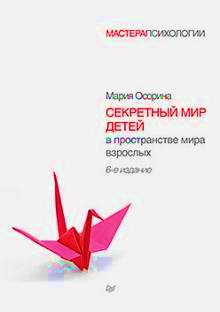 МАСТЕРАПСИХОЛОГИИ
Мария Осорина
СЕКРЕТНЫЙ МИР
ДЕТЕЙ
в пространстве мира
взрослых
6-е издание